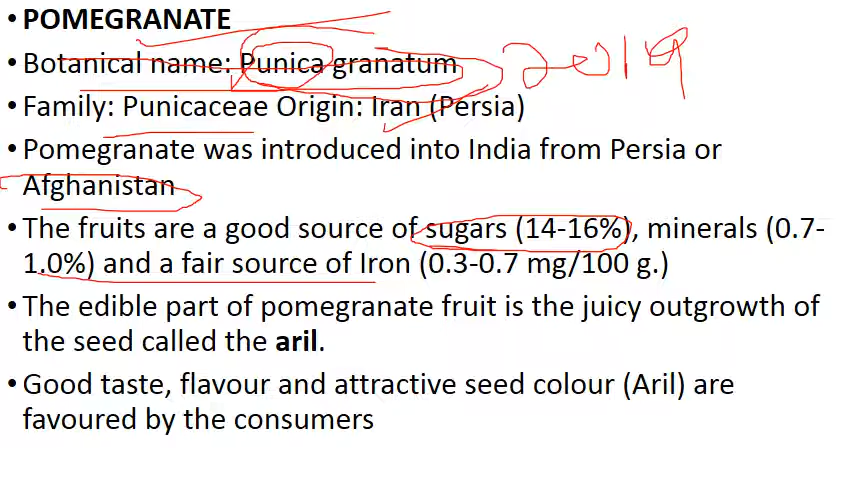 • POMEGRANATE
• Botanical name: Punica granatum 2019
• Family: Punicaceae Origin: Iran (Persia)
• Pomegranate was introduced into India from Persia or
Afghanistan
• The fruits are a good source of sugars (14-16%), minerals (0.7-
1.0%) and a fair source of Iron (0.3-0.7 mg/100 g.)
• The edible part of pomegranate fruit is the juicy outgrowth of
the seed called the aril.
• Good taste, flavour and attractive seed colour (Aril) are
favoured by the consumers